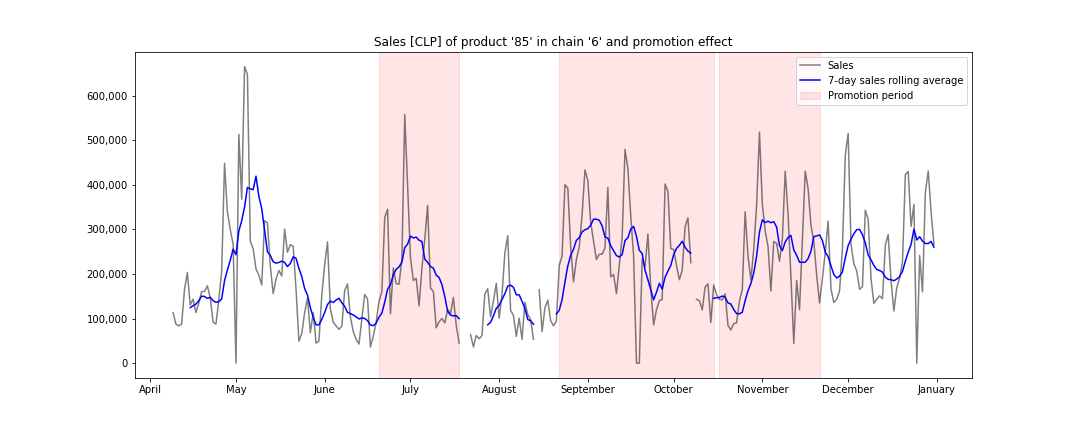 Sales [CLP] of product '85' in chain '6' and promotion effect
Sales
7-day sales rolling average
Promotion period
600,000
500,000
400,000
300,000
200,000
100,000
0
April
May
June
July
August
September
October
November
December
January